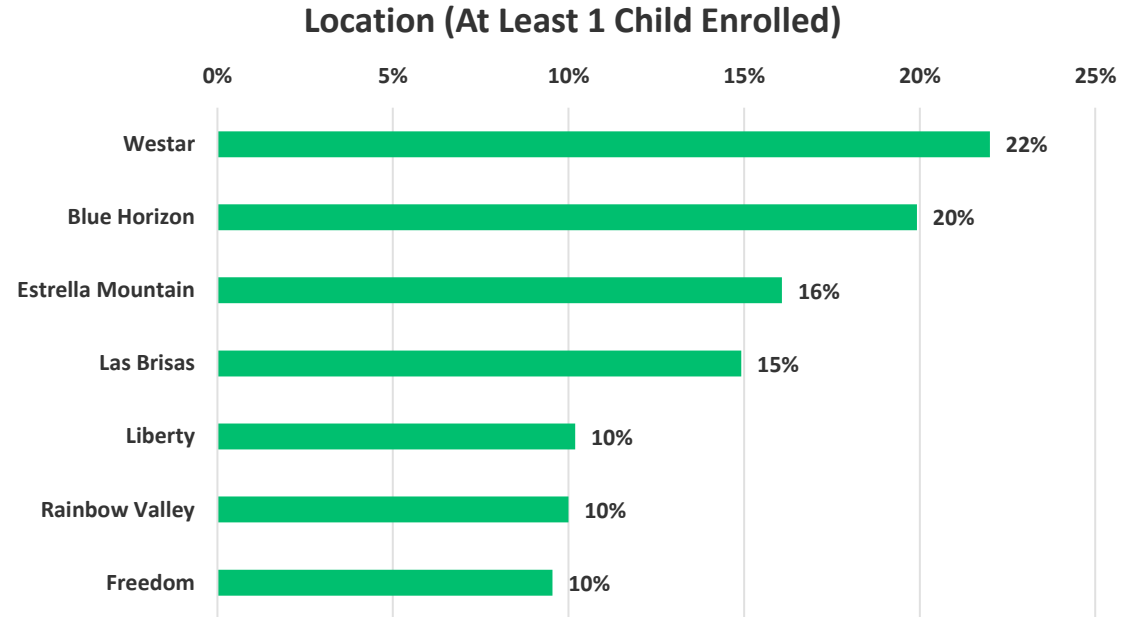 Location (At Least 1 Child Enrolled)
0% 5% 10% 15% 20% 25%
Westar 22%
Blue Horizon 20%
Estrella Mountain 16%
Las Brisas 15%
Liberty 10%
Rainbow Valley 10%
Freedom 10%